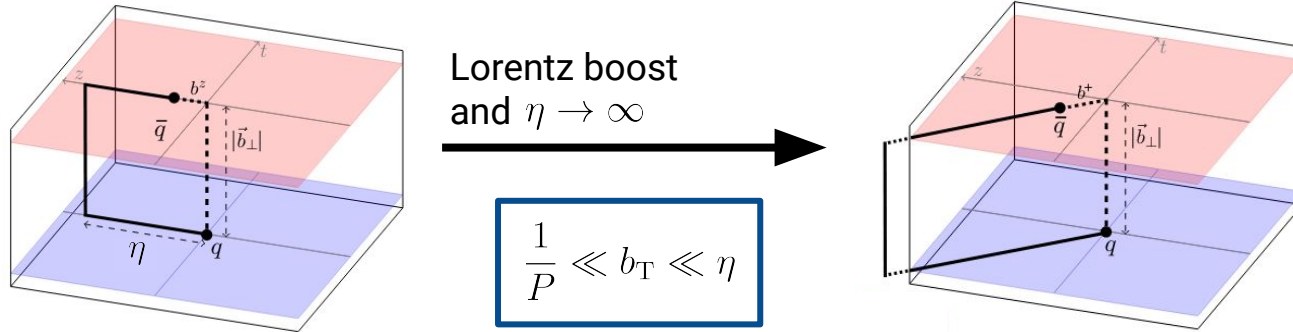 t
z
b^z
q̄
|b⃗_⊥|
η
q
Lorentz boost
and η → ∞
1/P ≪ b_T ≪ η
t
z
b^+
q̄
|b⃗_⊥|
q